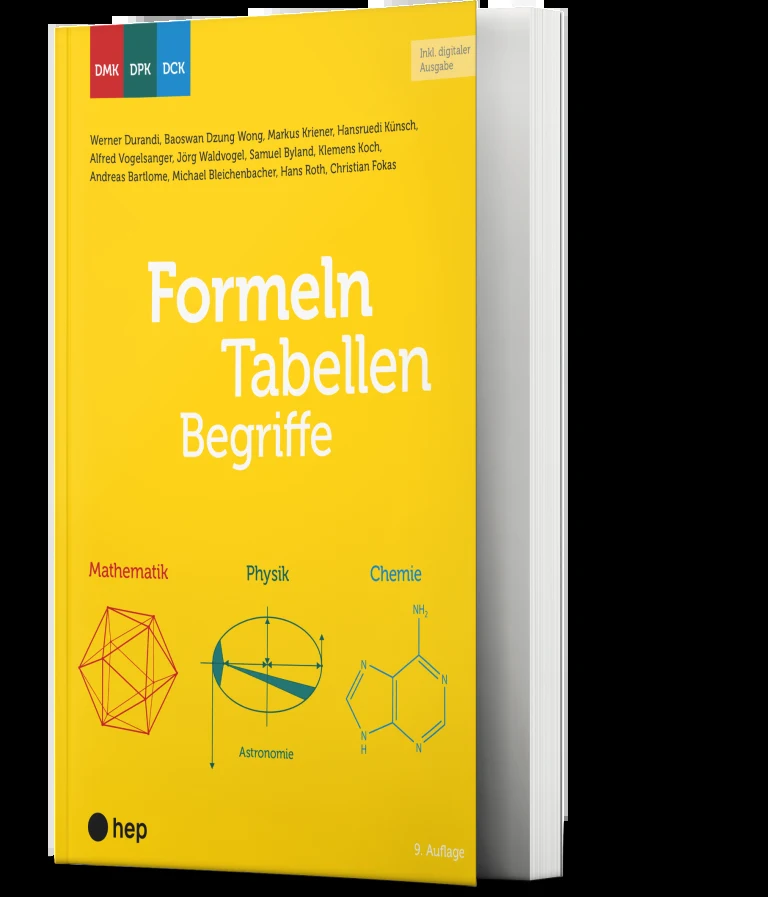 DMK DPK DCK
Inkl. digitaler
Ausgabe
Werner Durandi, Baoswan Dzung Wong, Markus Kriener, Hansruedi Künsch,
Alfred Vogelsanger, Jörg Waldvogel, Samuel Byland, Klemens Koch,
Andreas Bartlome, Michael Bleichenbacher, Hans Roth, Christian Fokas
Formeln
Tabellen
Begriffe
Mathematik Physik Chemie
NH₂
N N
N
H
N
Astronomie
hep
9. Auflage